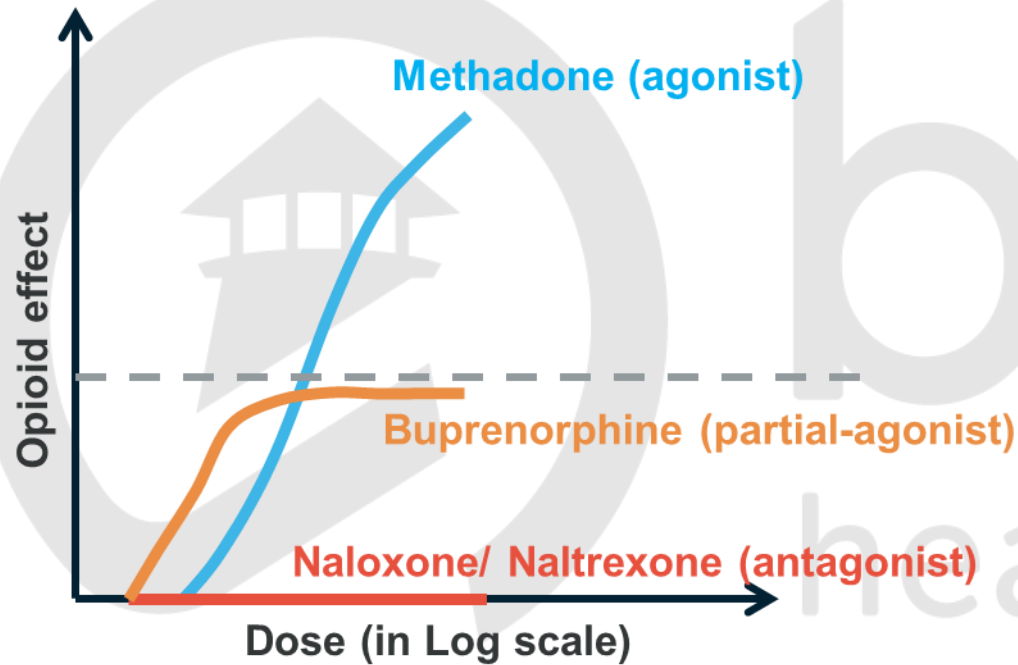 Methadone (agonist)
Opioid effect
Buprenorphine (partial-agonist)
Naloxone/ Naltrexone (antagonist)
Dose (in Log scale)